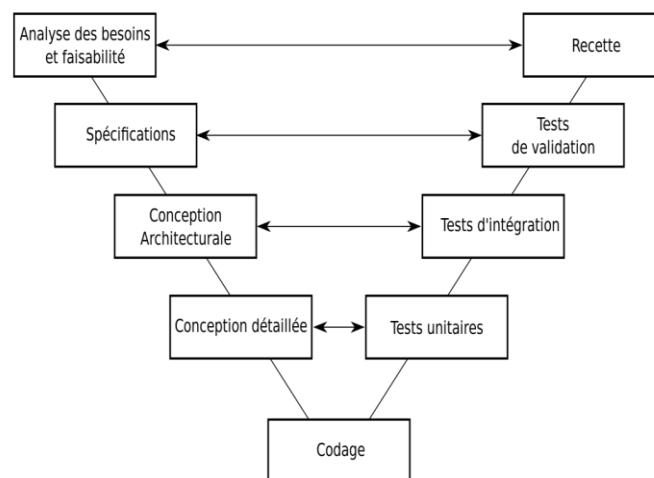 Analyse des besoins
et faisabilité
Recette
Spécifications
Tests
de validation
Conception
Architecturale
Tests d'intégration
Conception détaillée
Tests unitaires
Codage